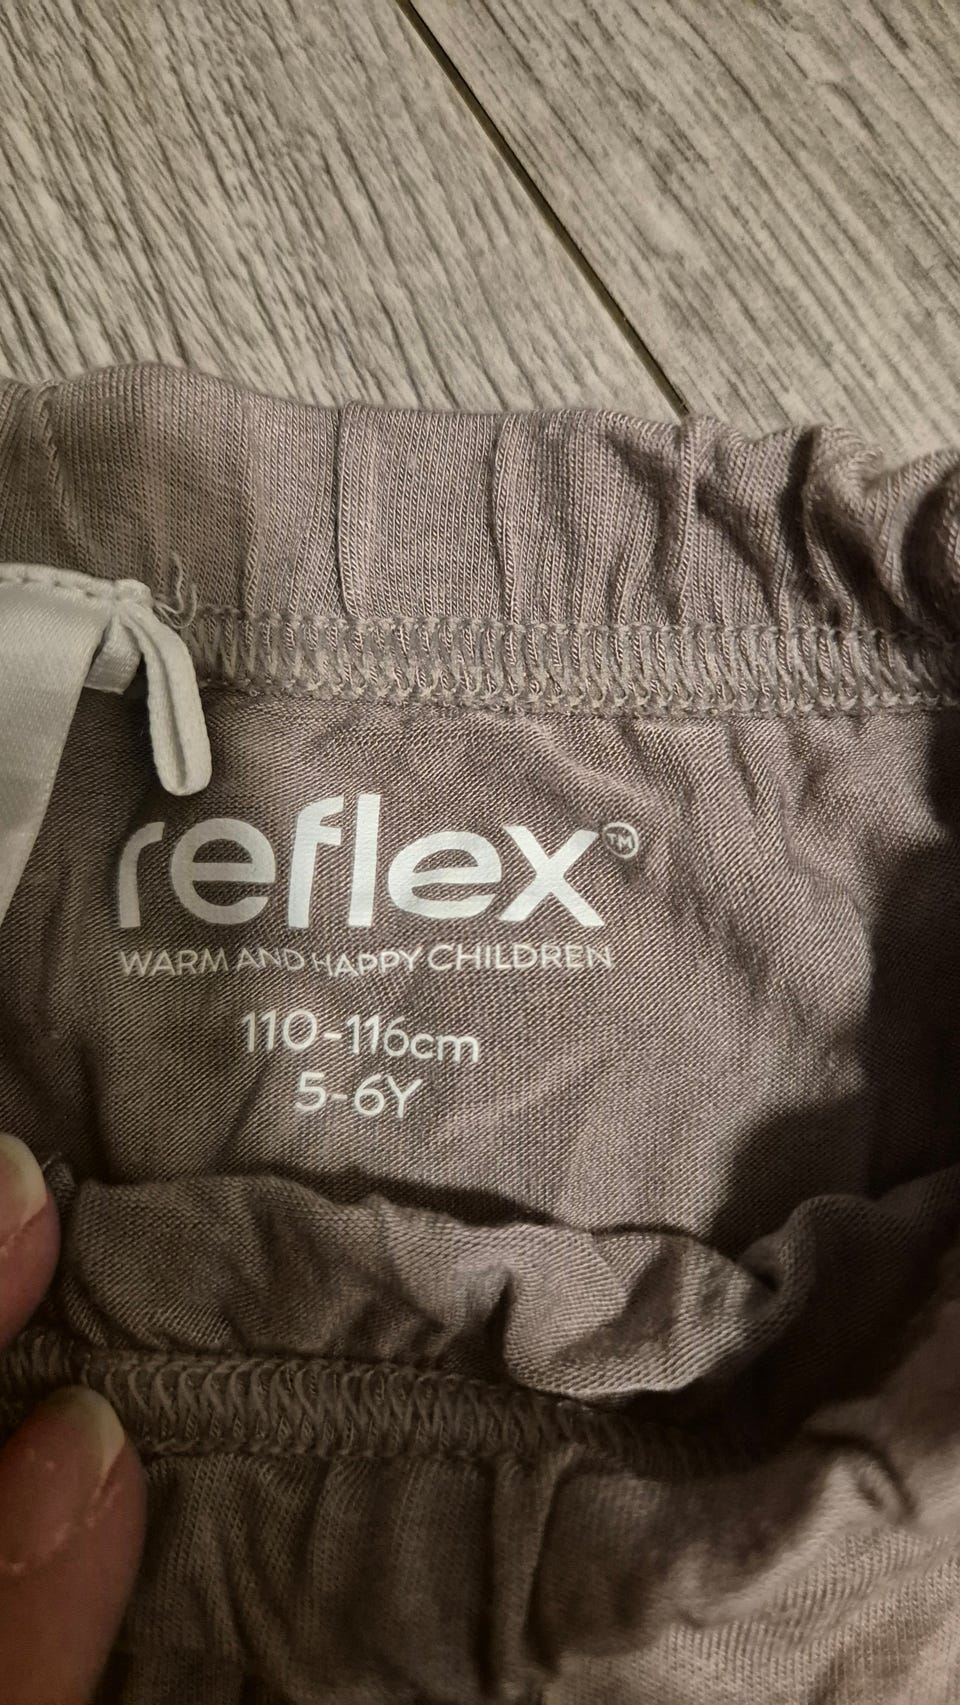 reflex™
WARM AND HAPPY CHILDREN
110-116cm
5-6Y